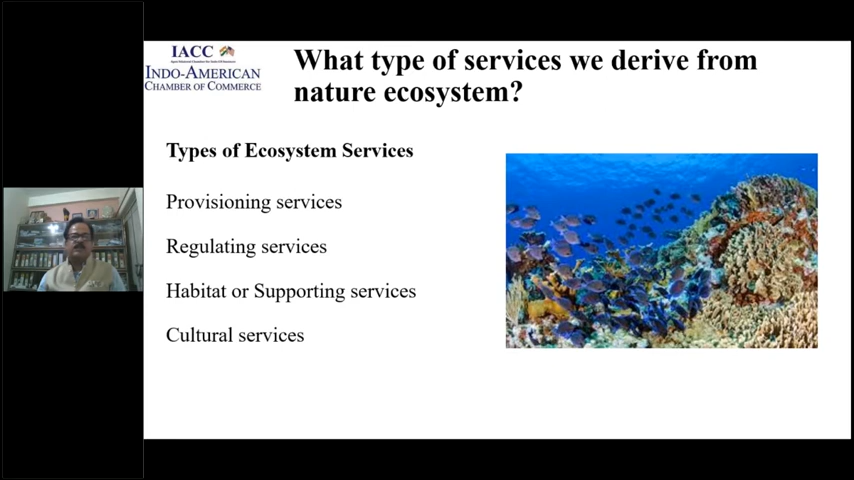 IACC
INDO-AMERICAN
CHAMBER OF COMMERCE
What type of services we derive from
nature ecosystem?
Types of Ecosystem Services
Provisioning services
Regulating services
Habitat or Supporting services
Cultural services